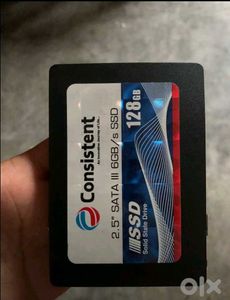 Consistent
2.5" SATA III 6GB/s SSD
128GB
SSD
Solid State Drive
olx